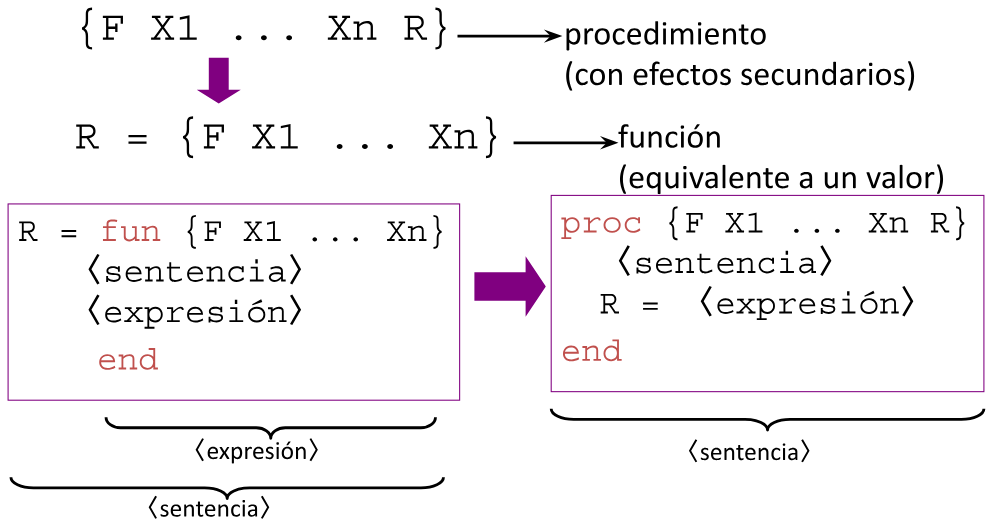 {F X1 ... Xn R}
procedimiento
(con efectos secundarios)
R = {F X1 ... Xn}
función
(equivalente a un valor)
R = fun {F X1 ... Xn}
〈sentencia〉
〈expresión〉
end
proc {F X1 ... Xn R}
〈sentencia〉
R = 〈expresión〉
end
〈expresión〉
〈sentencia〉
〈sentencia〉